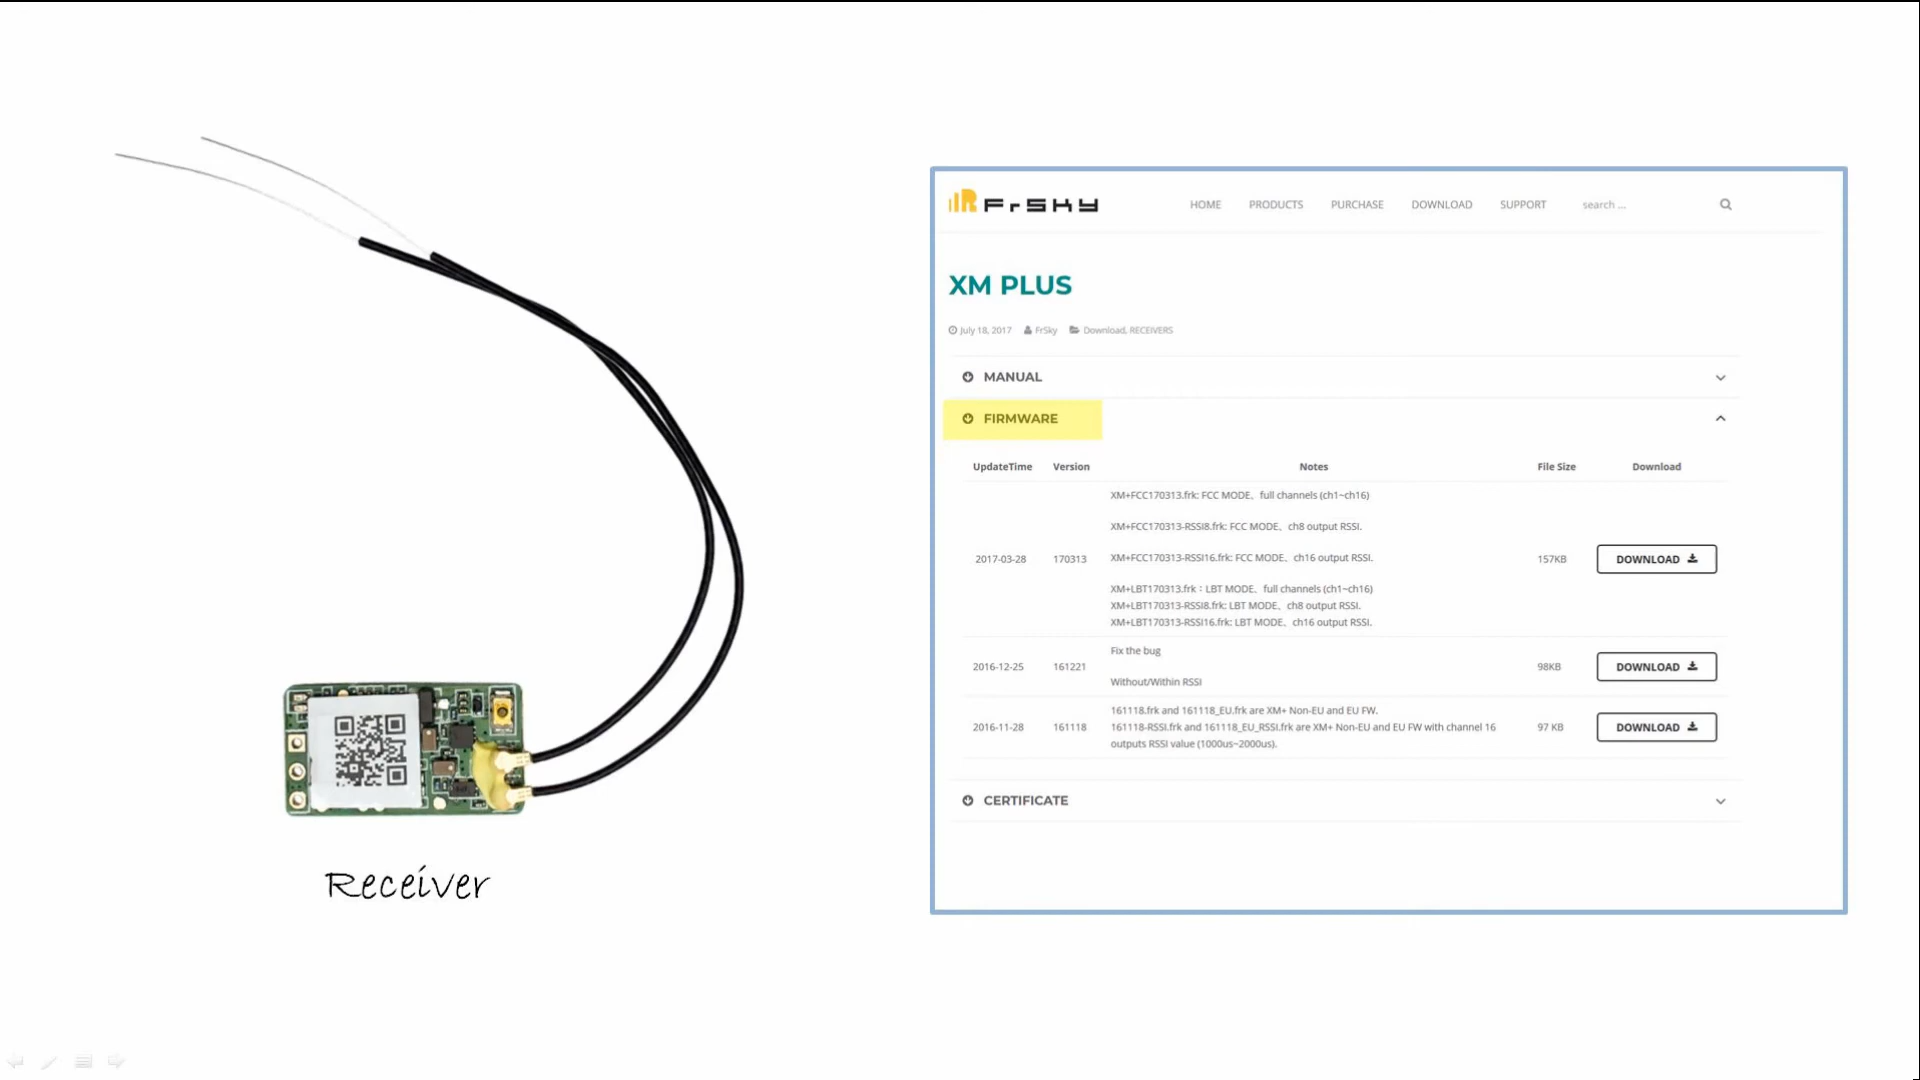 FrSky
HOME PRODUCTS PURCHASE DOWNLOAD SUPPORT search ...
XM PLUS
July 18, 2017 FrSky Download, RECEIVERS
MANUAL
FIRMWARE
UpdateTime Version Notes File Size Download
XM+FCC170313.frk: FCC MODE、full channels (ch1~ch16)
XM+FCC170313-RSSI8.frk: FCC MODE、ch8 output RSSI.
2017-03-28 170313 XM+FCC170313-RSSI16.frk: FCC MODE、ch16 output RSSI. 157KB DOWNLOAD
XM+LBT170313.frk：LBT MODE、full channels (ch1~ch16)
XM+LBT170313-RSSI8.frk: LBT MODE、ch8 output RSSI.
XM+LBT170313-RSSI16.frk: LBT MODE、ch16 output RSSI.
Fix the bug
2016-12-25 161221 98KB DOWNLOAD
Without/Within RSSI
161118.frk and 161118_EU.frk are XM+ Non-EU and EU FW.
2016-11-28 161118 161118-RSSI.frk and 161118_EU_RSSI.frk are XM+ Non-EU and EU FW with channel 16 97 KB DOWNLOAD
outputs RSSI value (1000us~2000us).
CERTIFICATE
Receiver